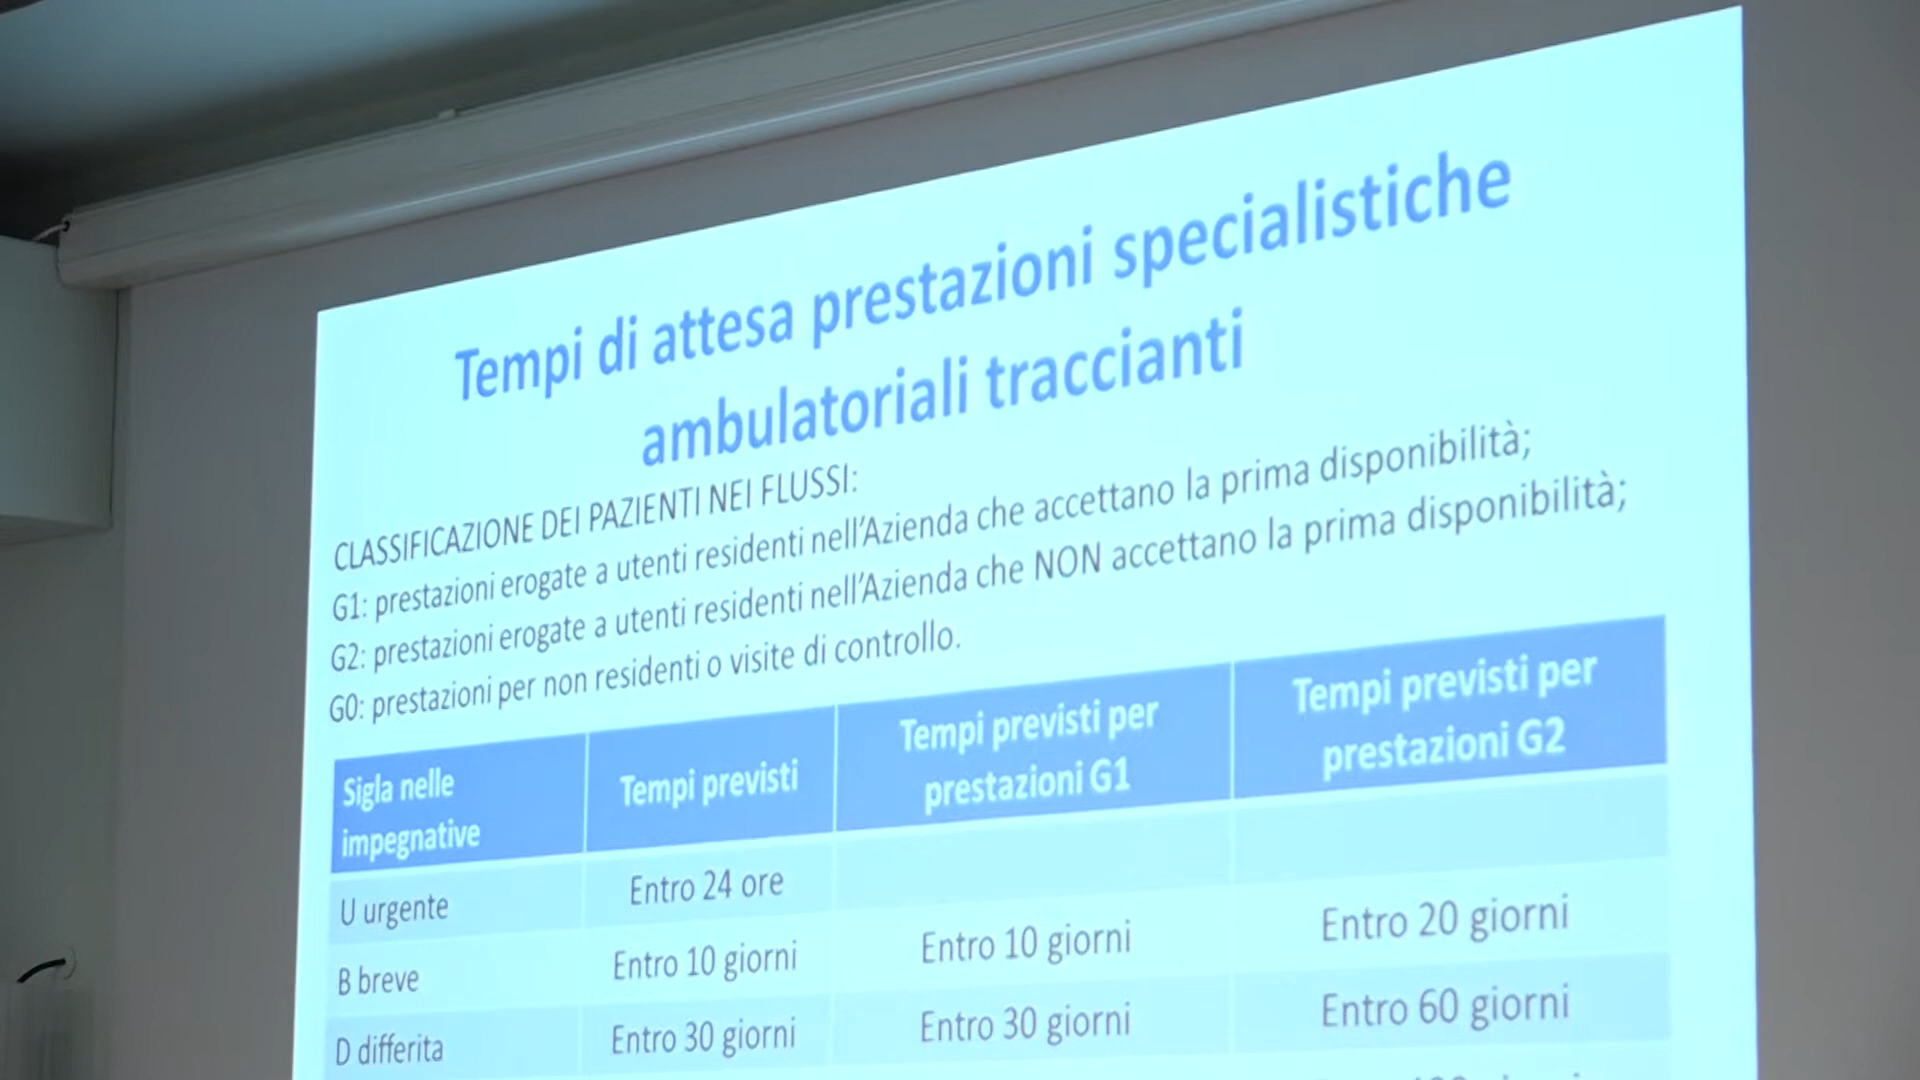 Tempi di attesa prestazioni specialistiche
ambulatoriali traccianti
CLASSIFICAZIONE DEI PAZIENTI NEI FLUSSI:
G1: prestazioni erogate a utenti residenti nell'Azienda che accettano la prima disponibilità;
G2: prestazioni erogate a utenti residenti nell'Azienda che NON accettano la prima disponibilità;
G0: prestazioni per non residenti o visite di controllo.
Sigla nelle
impegnative
Tempi previsti
Tempi previsti per
prestazioni G1
Tempi previsti per
prestazioni G2
U urgente
Entro 24 ore
B breve
Entro 10 giorni
Entro 10 giorni
Entro 20 giorni
D differita
Entro 30 giorni
Entro 30 giorni
Entro 60 giorni